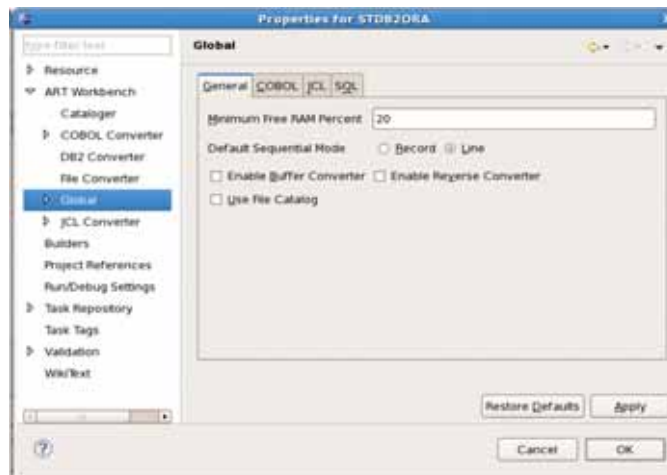 Properties for STDB2ORA
type filter text
Resource
ART Workbench
Cataloger
COBOL Converter
DB2 Converter
File Converter
Global
JCL Converter
Builders
Project References
Run/Debug Settings
Task Repository
Task Tags
Validation
WikiText
Global
General COBOL JCL SQL
Minimum Free RAM Percent 20
Default Sequential Mode Record Line
Enable Buffer Converter Enable Reverse Converter
Use File Catalog
Restore Defaults Apply
Cancel OK